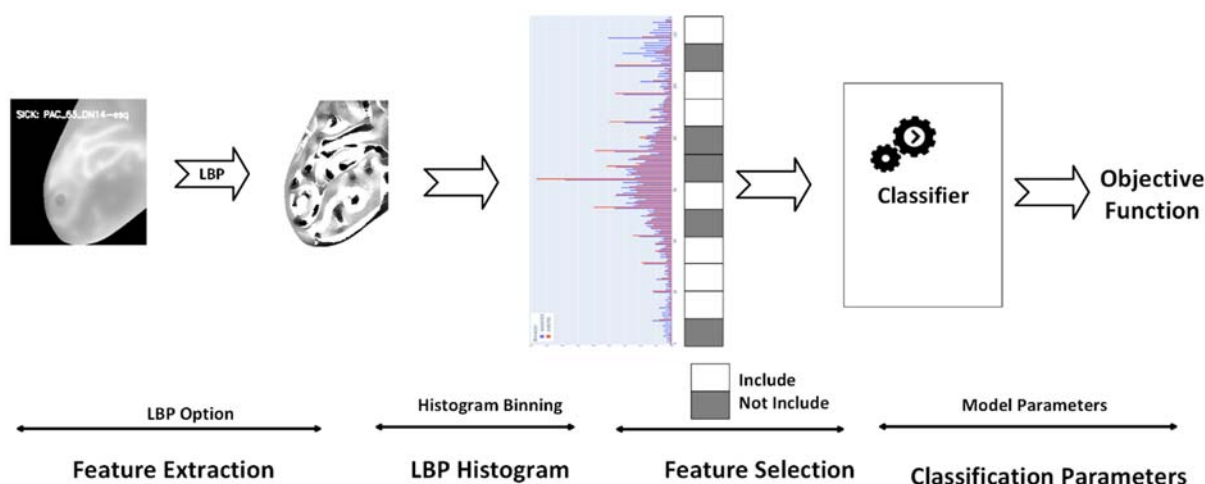 SICK: PAC_63_DN14-esq
LBP
Classifier
Objective
Function
Include
Not Include
LBP Option
Histogram Binning
Model Parameters
Feature Extraction
LBP Histogram
Feature Selection
Classification Parameters